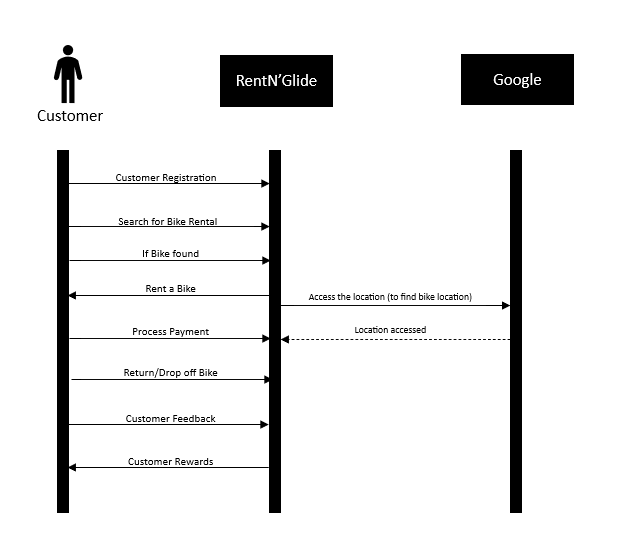 RentN'Glide
Google
Customer
Customer Registration
Search for Bike Rental
If Bike found
Rent a Bike
Access the location (to find bike location)
Process Payment
Location accessed
Return/Drop off Bike
Customer Feedback
Customer Rewards